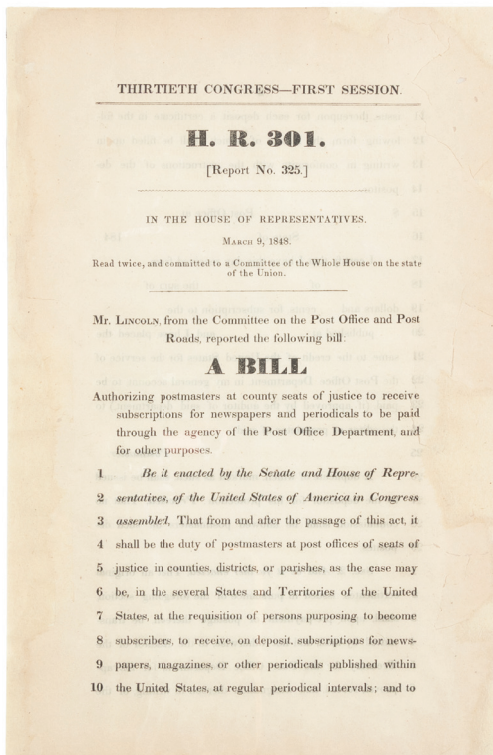 THIRTIETH CONGRESS—FIRST SESSION.
H. R. 301.
[Report No. 325.]
IN THE HOUSE OF REPRESENTATIVES.
March 9, 1848.
Read twice, and committed to a Committee of the Whole House on the state
of the Union.
Mr. Lincoln, from the Committee on the Post Office and Post
Roads, reported the following bill:
A BILL
Authorizing postmasters at county seats of justice to receive
subscriptions for newspapers and periodicals to be paid
through the agency of the Post Office Department, and
for other purposes.
1 Be it enacted by the Senate and House of Repre-
2 sentatives, of the United States of America in Congress
3 assembled, That from and after the passage of this act, it
4 shall be the duty of postmasters at post offices of seats of
5 justice in counties, districts, or parishes, as the case may
6 be, in the several States and Territories of the United
7 States, at the requisition of persons purposing to become
8 subscribers, to receive, on deposit, subscriptions for news-
9 papers, magazines, or other periodicals published within
10 the United States, at regular periodical intervals; and to